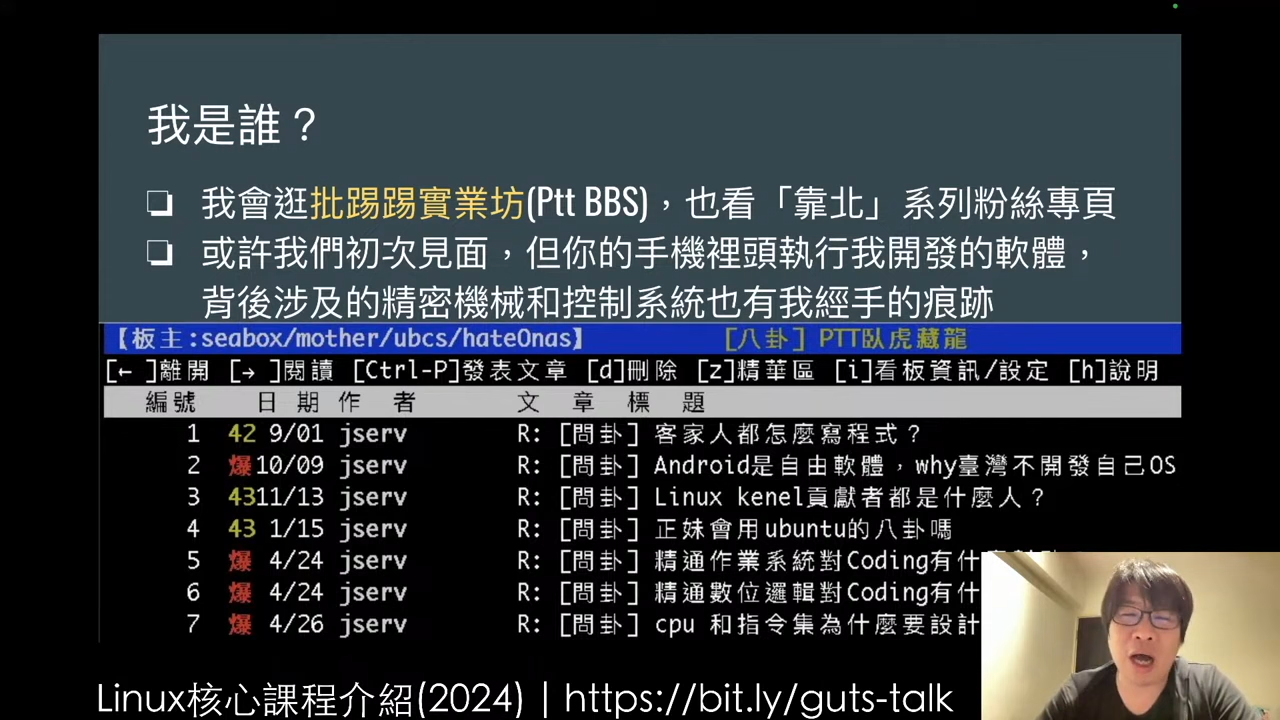 我是誰？
❏ 我會逛批踢踢實業坊(Ptt BBS)，也看「靠北」系列粉絲專頁
❏ 或許我們初次見面，但你的手機裡頭執行我開發的軟體，
背後涉及的精密機械和控制系統也有我經手的痕跡
【板主:seabox/mother/ubcs/hateOnas】 [八卦] PTT臥虎藏龍
[← ]離開 [→ ]閱讀 [Ctrl-P]發表文章 [d]刪除 [z]精華區 [i]看板資訊/設定 [h]說明
編號 日 期 作 者 文 章 標 題
1 42 9/01 jserv R: [問卦] 客家人都怎麼寫程式？
2 爆10/09 jserv R: [問卦] Android是自由軟體，why臺灣不開發自己OS
3 4311/13 jserv R: [問卦] Linux kenel貢獻者都是什麼人？
4 43 1/15 jserv R: [問卦] 正妹會用ubuntu的八卦嗎
5 爆 4/24 jserv R: [問卦] 精通作業系統對Coding有什
6 爆 4/24 jserv R: [問卦] 精通數位邏輯對Coding有什
7 爆 4/26 jserv R: [問卦] cpu 和指令集為什麼要設計
Linux核心課程介紹(2024) | https://bit.ly/guts-talk